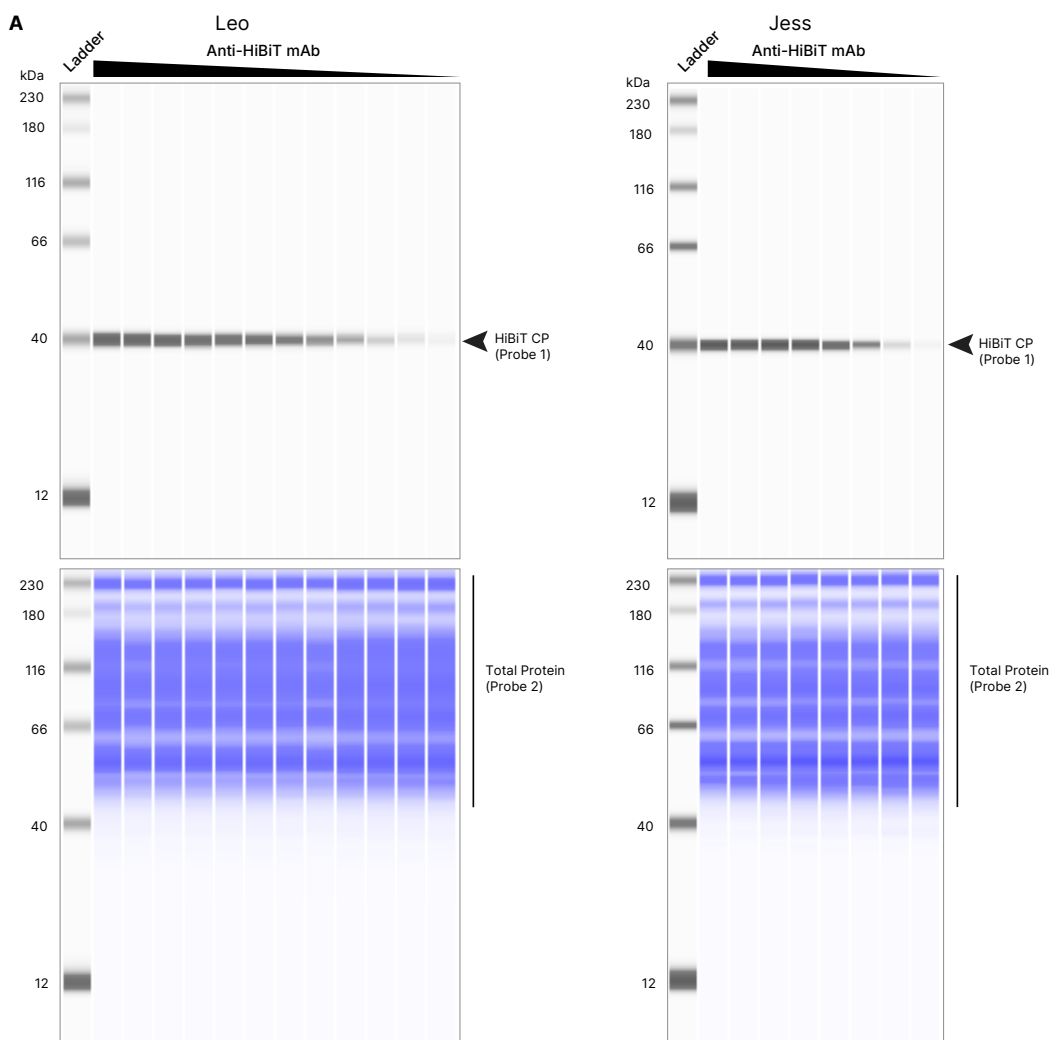 A
Leo
Ladder
Anti-HiBiT mAb
kDa
230
180
116
66
40
12
HiBiT CP
(Probe 1)
230
180
116
66
40
12
Total Protein
(Probe 2)
Jess
Ladder
Anti-HiBiT mAb
kDa
230
180
116
66
40
12
HiBiT CP
(Probe 1)
230
180
116
66
40
12
Total Protein
(Probe 2)